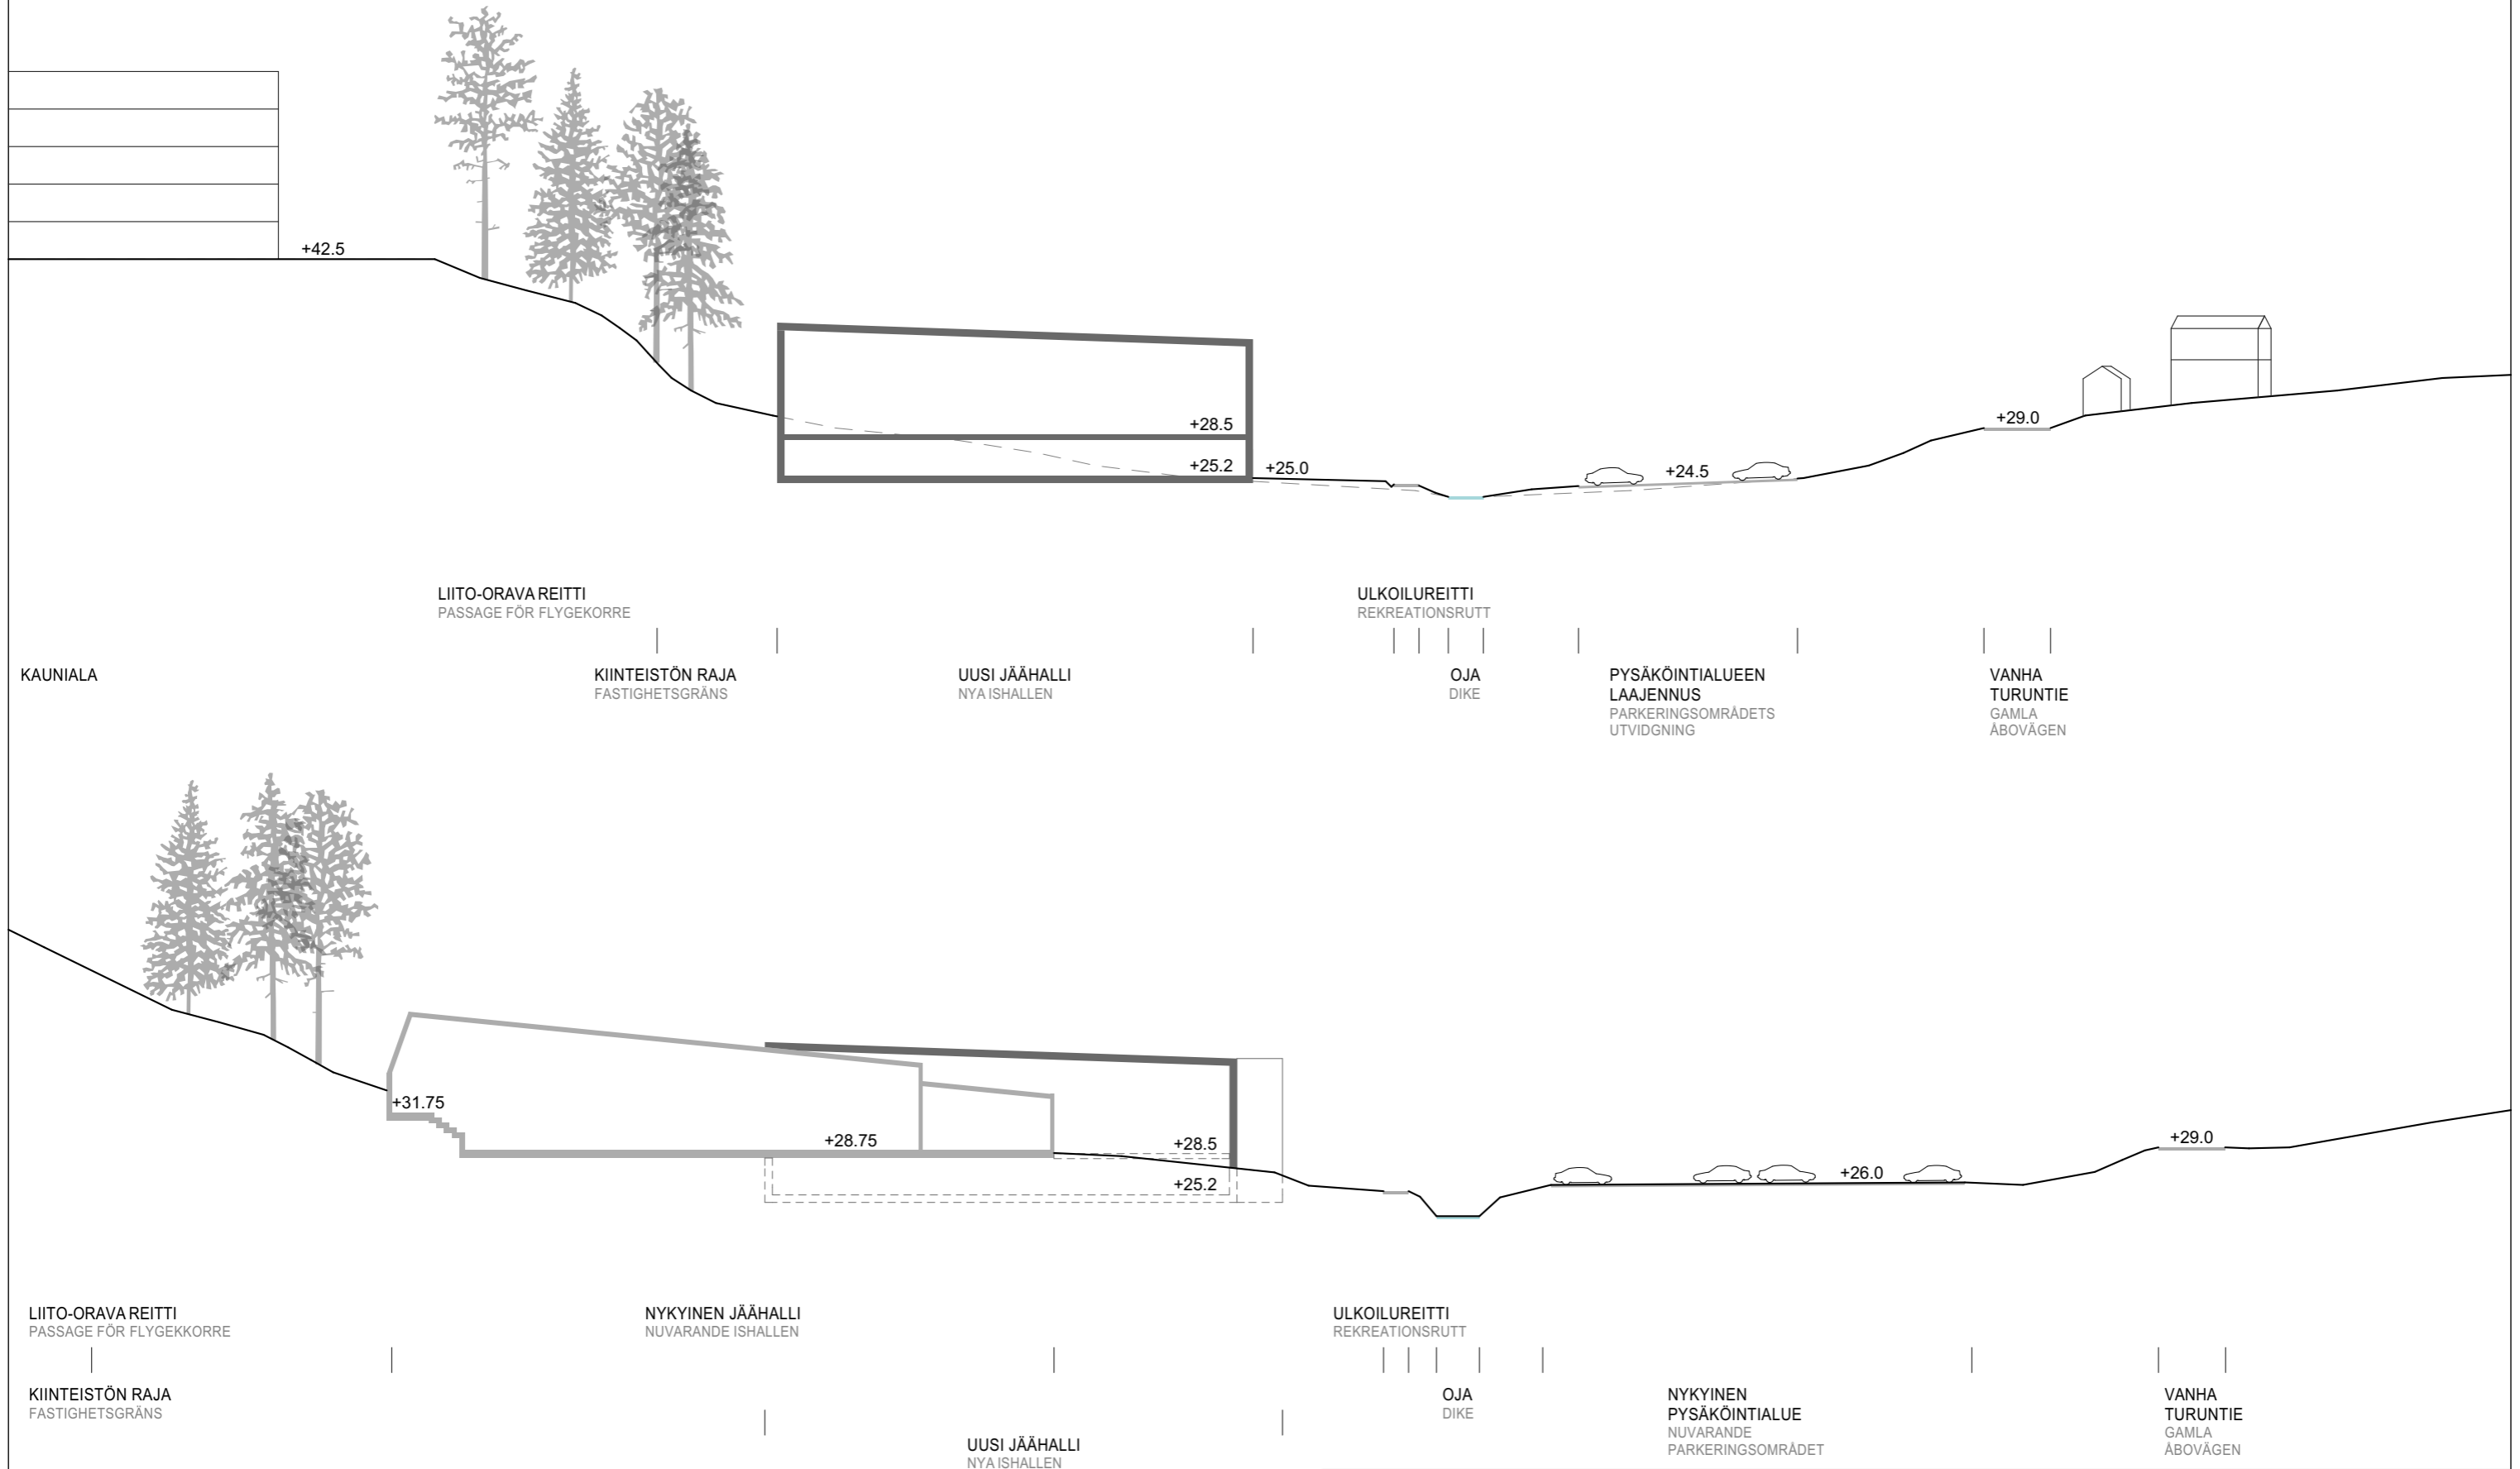 +42.5
+28.5
+25.2
+25.0
+24.5
+29.0
LIITO-ORAVA REITTI
PASSAGE FÖR FLYGEKORRE
ULKOILUREITTI
REKREATIONSRUTT
KAUNIALA
KIINTEISTÖN RAJA
FASTIGHETSGRÄNS
UUSI JÄÄHALLI
NYA ISHALLEN
OJA
DIKE
PYSÄKÖINTIALUEEN
LAAJENNUS
PARKERINGSOMRÅDETS
UTVIDGNING
VANHA
TURUNTIE
GAMLA
ÅBOVÄGEN
+31.75
+28.75
+28.5
+25.2
+26.0
+29.0
LIITO-ORAVA REITTI
PASSAGE FÖR FLYGEKKORRE
NYKYINEN JÄÄHALLI
NUVARANDE ISHALLEN
ULKOILUREITTI
REKREATIONSRUTT
KIINTEISTÖN RAJA
FASTIGHETSGRÄNS
UUSI JÄÄHALLI
NYA ISHALLEN
OJA
DIKE
NYKYINEN
PYSÄKÖINTIALUE
NUVARANDE
PARKERINGSOMRÅDET
VANHA
TURUNTIE
GAMLA
ÅBOVÄGEN